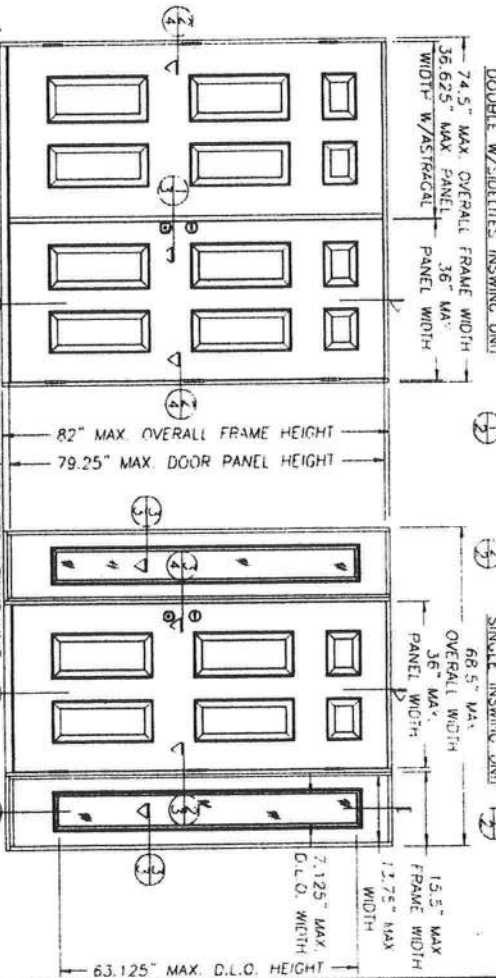 DOUBLE W/SIDELITES INSWING UNIT
74.5" MAX. OVERALL FRAME WIDTH
36.625" MAX. PANEL
WIDTH W/ASTRAGAL
36" MAX.
PANEL WIDTH
82" MAX. OVERALL FRAME HEIGHT
79.25" MAX. DOOR PANEL HEIGHT
SINGLE INSWING UNIT
68.5" MAX.
OVERALL WIDTH
36" MAX.
PANEL WIDTH
15.5" MAX
FRAME WIDTH
13.75" MAX
WIDTH
7.125" MAX.
D.L.O. WIDTH
63.125" MAX. D.L.O. HEIGHT